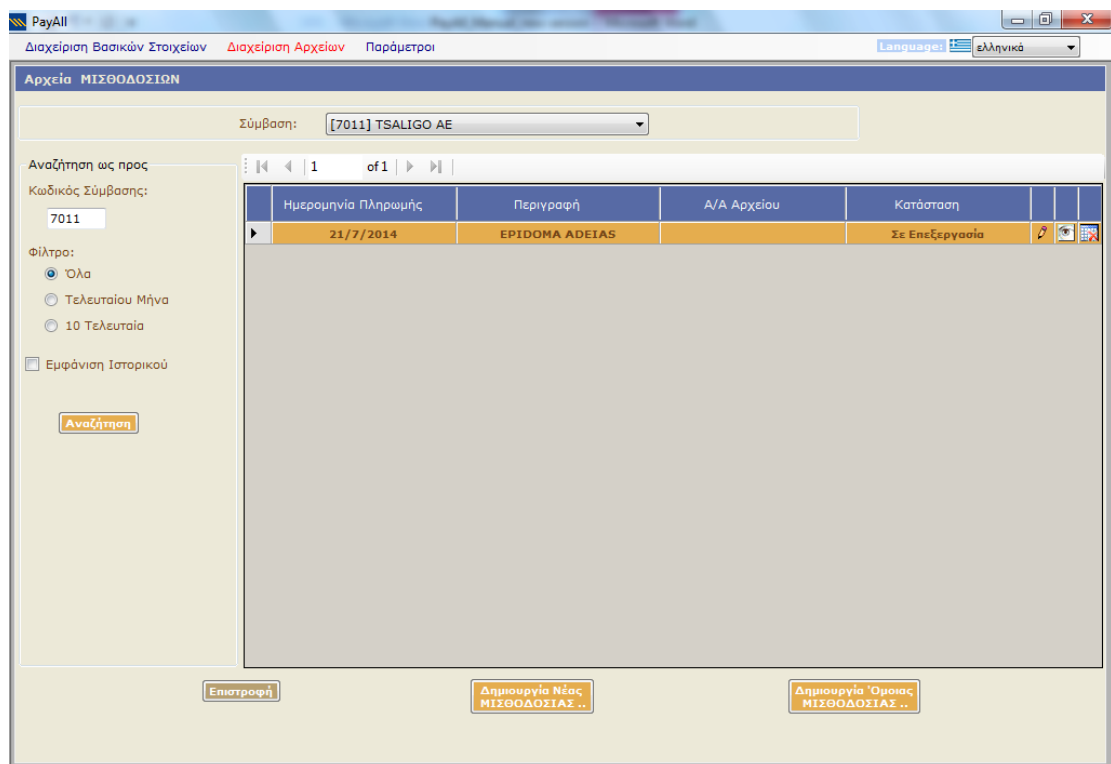 PayAll
Διαχείριση Βασικών Στοιχείων Διαχείριση Αρχείων Παράμετροι Language: ελληνικά
Αρχεία ΜΙΣΘΟΔΟΣΙΩΝ
Σύμβαση: [7011] TSALIGO AE
Αναζήτηση ως προς
1 of 1
Κωδικός Σύμβασης:
7011
Ημερομηνία Πληρωμής Περιγραφή Α/Α Αρχείου Κατάσταση
21/7/2014 EPIDOMA ADEIAS Σε Επεξεργασία
Φίλτρο:
Όλα
Τελευταίου Μήνα
10 Τελευταία
Εμφάνιση Ιστορικού
Αναζήτηση
Επιστροφή
Δημιουργία Νέας
ΜΙΣΘΟΔΟΣΙΑΣ ..
Δημιουργία Όμοιας
ΜΙΣΘΟΔΟΣΙΑΣ ..